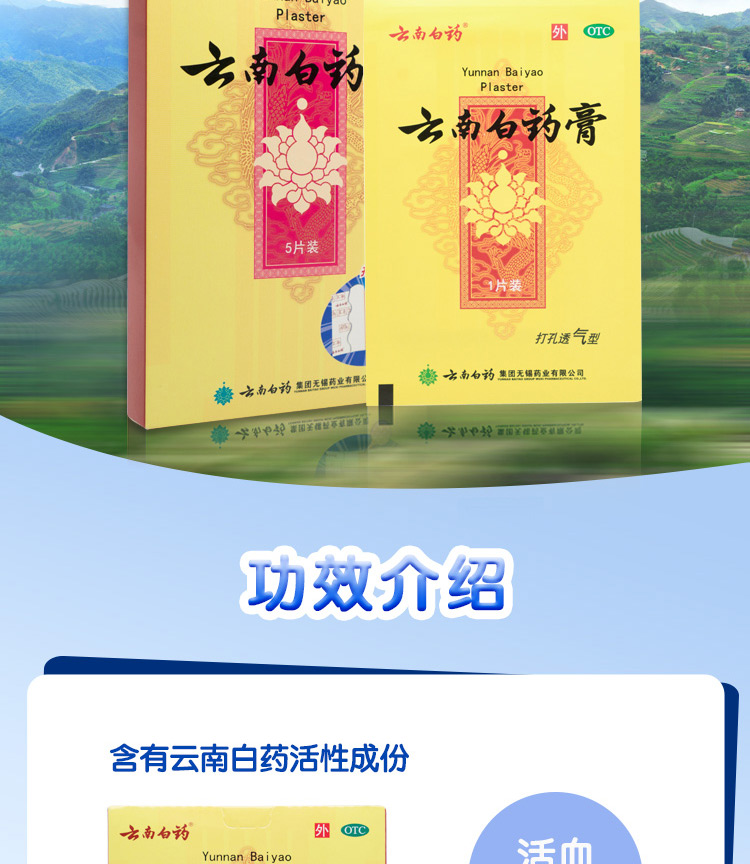 Plaster
云南白药
5片装
云南白药 集团无锡药业有限公
云南白药®
外
OTC
Yunnan Baiyao
Plaster
云南白药膏
1片装
打孔透气型
云南白药 集团无锡药业有限公司
功效介绍
含有云南白药活性成份
云南白药®
外
OTC
Yunnan Baiyao
活血